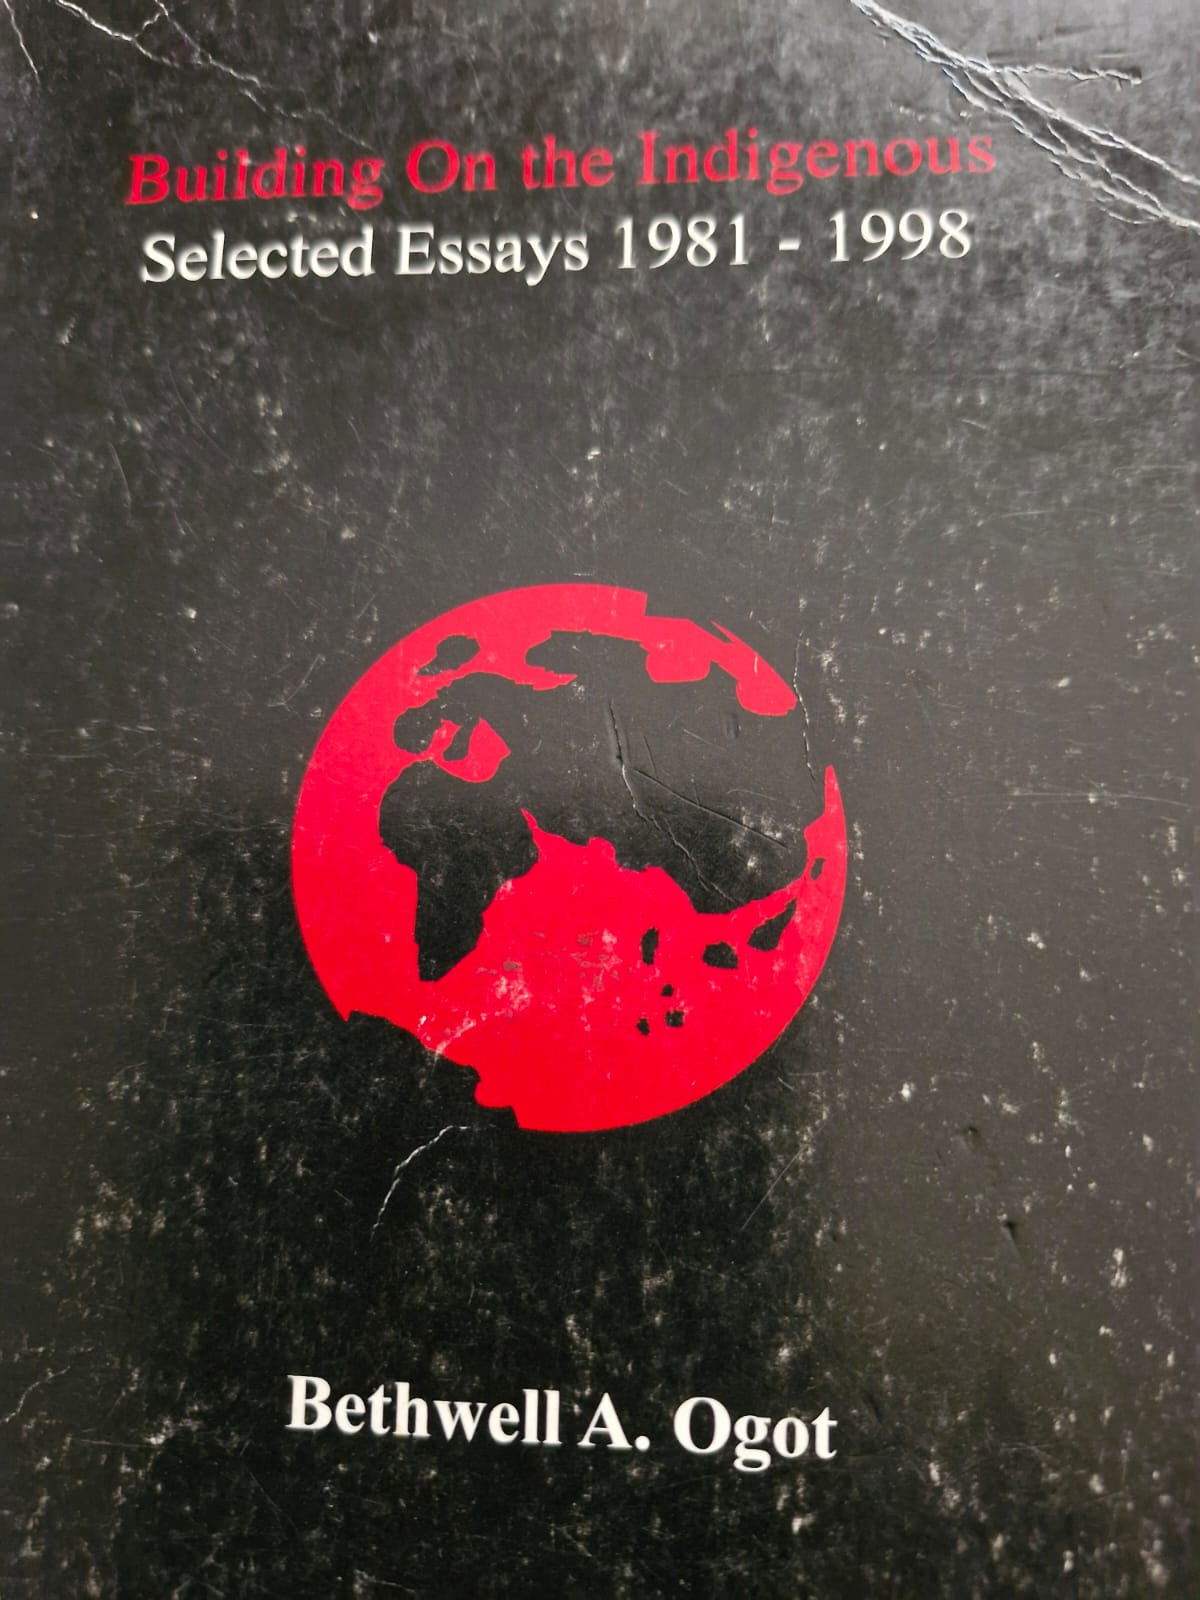 Building On the Indigenous
Selected Essays 1981 - 1998
Bethwell A. Ogot